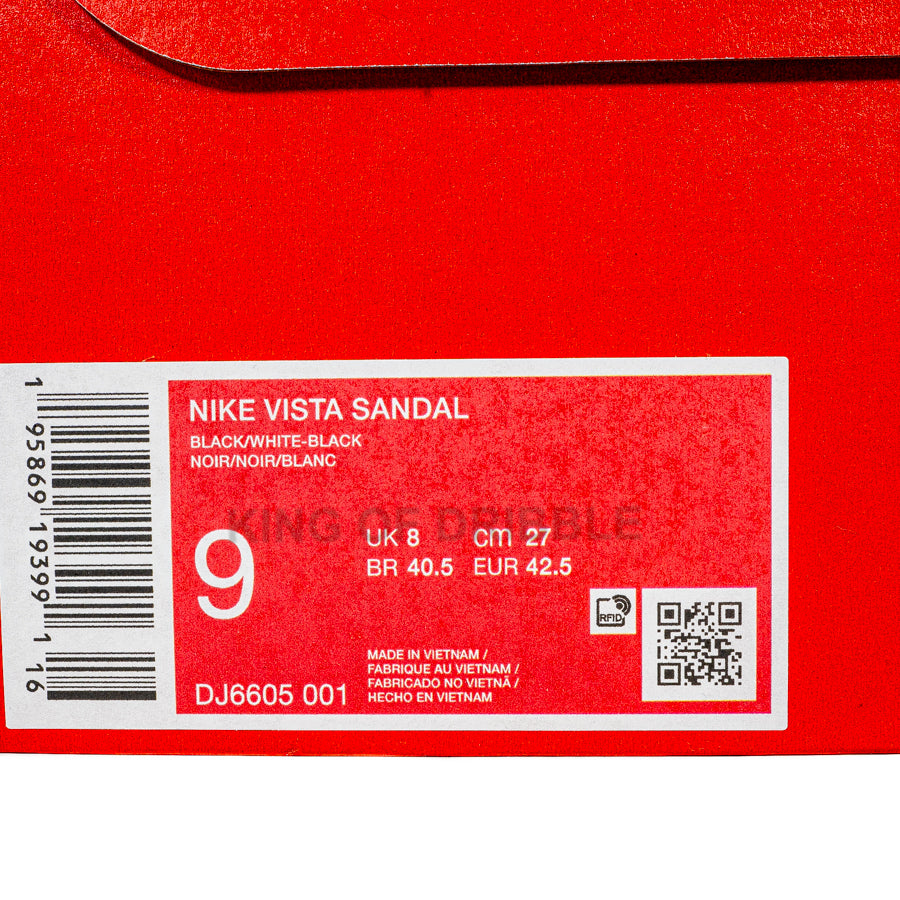 NIKE VISTA SANDAL
BLACK/WHITE-BLACK
NOIR/NOIR/BLANC
KING OF DRIBBLE
9
UK 8 cm 27
BR 40.5 EUR 42.5
RFID
MADE IN VIETNAM /
FABRIQUE AU VIETNAM /
FABRICADO NO VIETNÃ /
HECHO EN VIETNAM
DJ6605 001
1 95869 19399 1 16